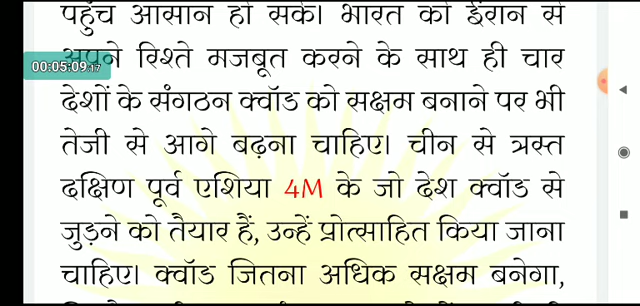 पहुंच आसान हो सके। भारत को ईरान से
अपने रिश्ते मजबूत करने के साथ ही चार
00:05:09.17
देशों के संगठन क्वॉड को सक्षम बनाने पर भी
तेजी से आगे बढ़ना चाहिए। चीन से त्रस्त
दक्षिण पूर्व एशिया 4M के जो देश क्वॉड से
जुड़ने को तैयार हैं, उन्हें प्रोत्साहित किया जाना
चाहिए। क्वॉड जितना अधिक सक्षम बनेगा,